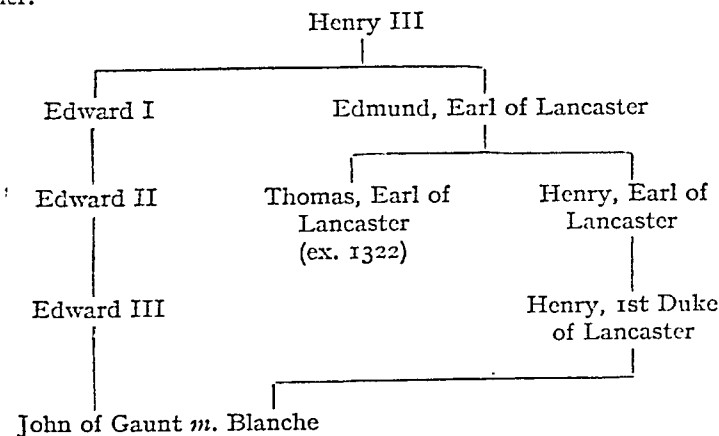 Henry III
Edward I
Edmund, Earl of Lancaster
Edward II
Thomas, Earl of
Lancaster
(ex. 1322)
Henry, Earl of
Lancaster
Edward III
Henry, 1st Duke
of Lancaster
John of Gaunt m. Blanche